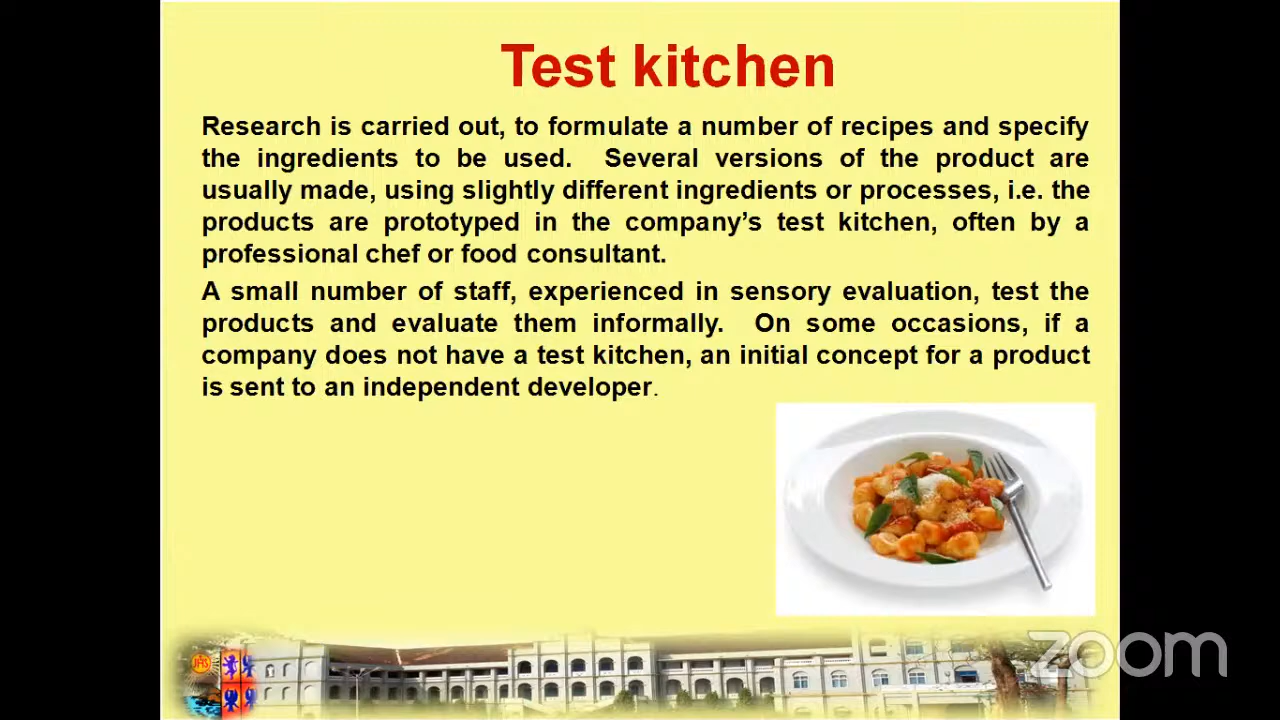 Test kitchen
Research is carried out, to formulate a number of recipes and specify
the ingredients to be used. Several versions of the product are
usually made, using slightly different ingredients or processes, i.e. the
products are prototyped in the company’s test kitchen, often by a
professional chef or food consultant.
A small number of staff, experienced in sensory evaluation, test the
products and evaluate them informally. On some occasions, if a
company does not have a test kitchen, an initial concept for a product
is sent to an independent developer.
zoom